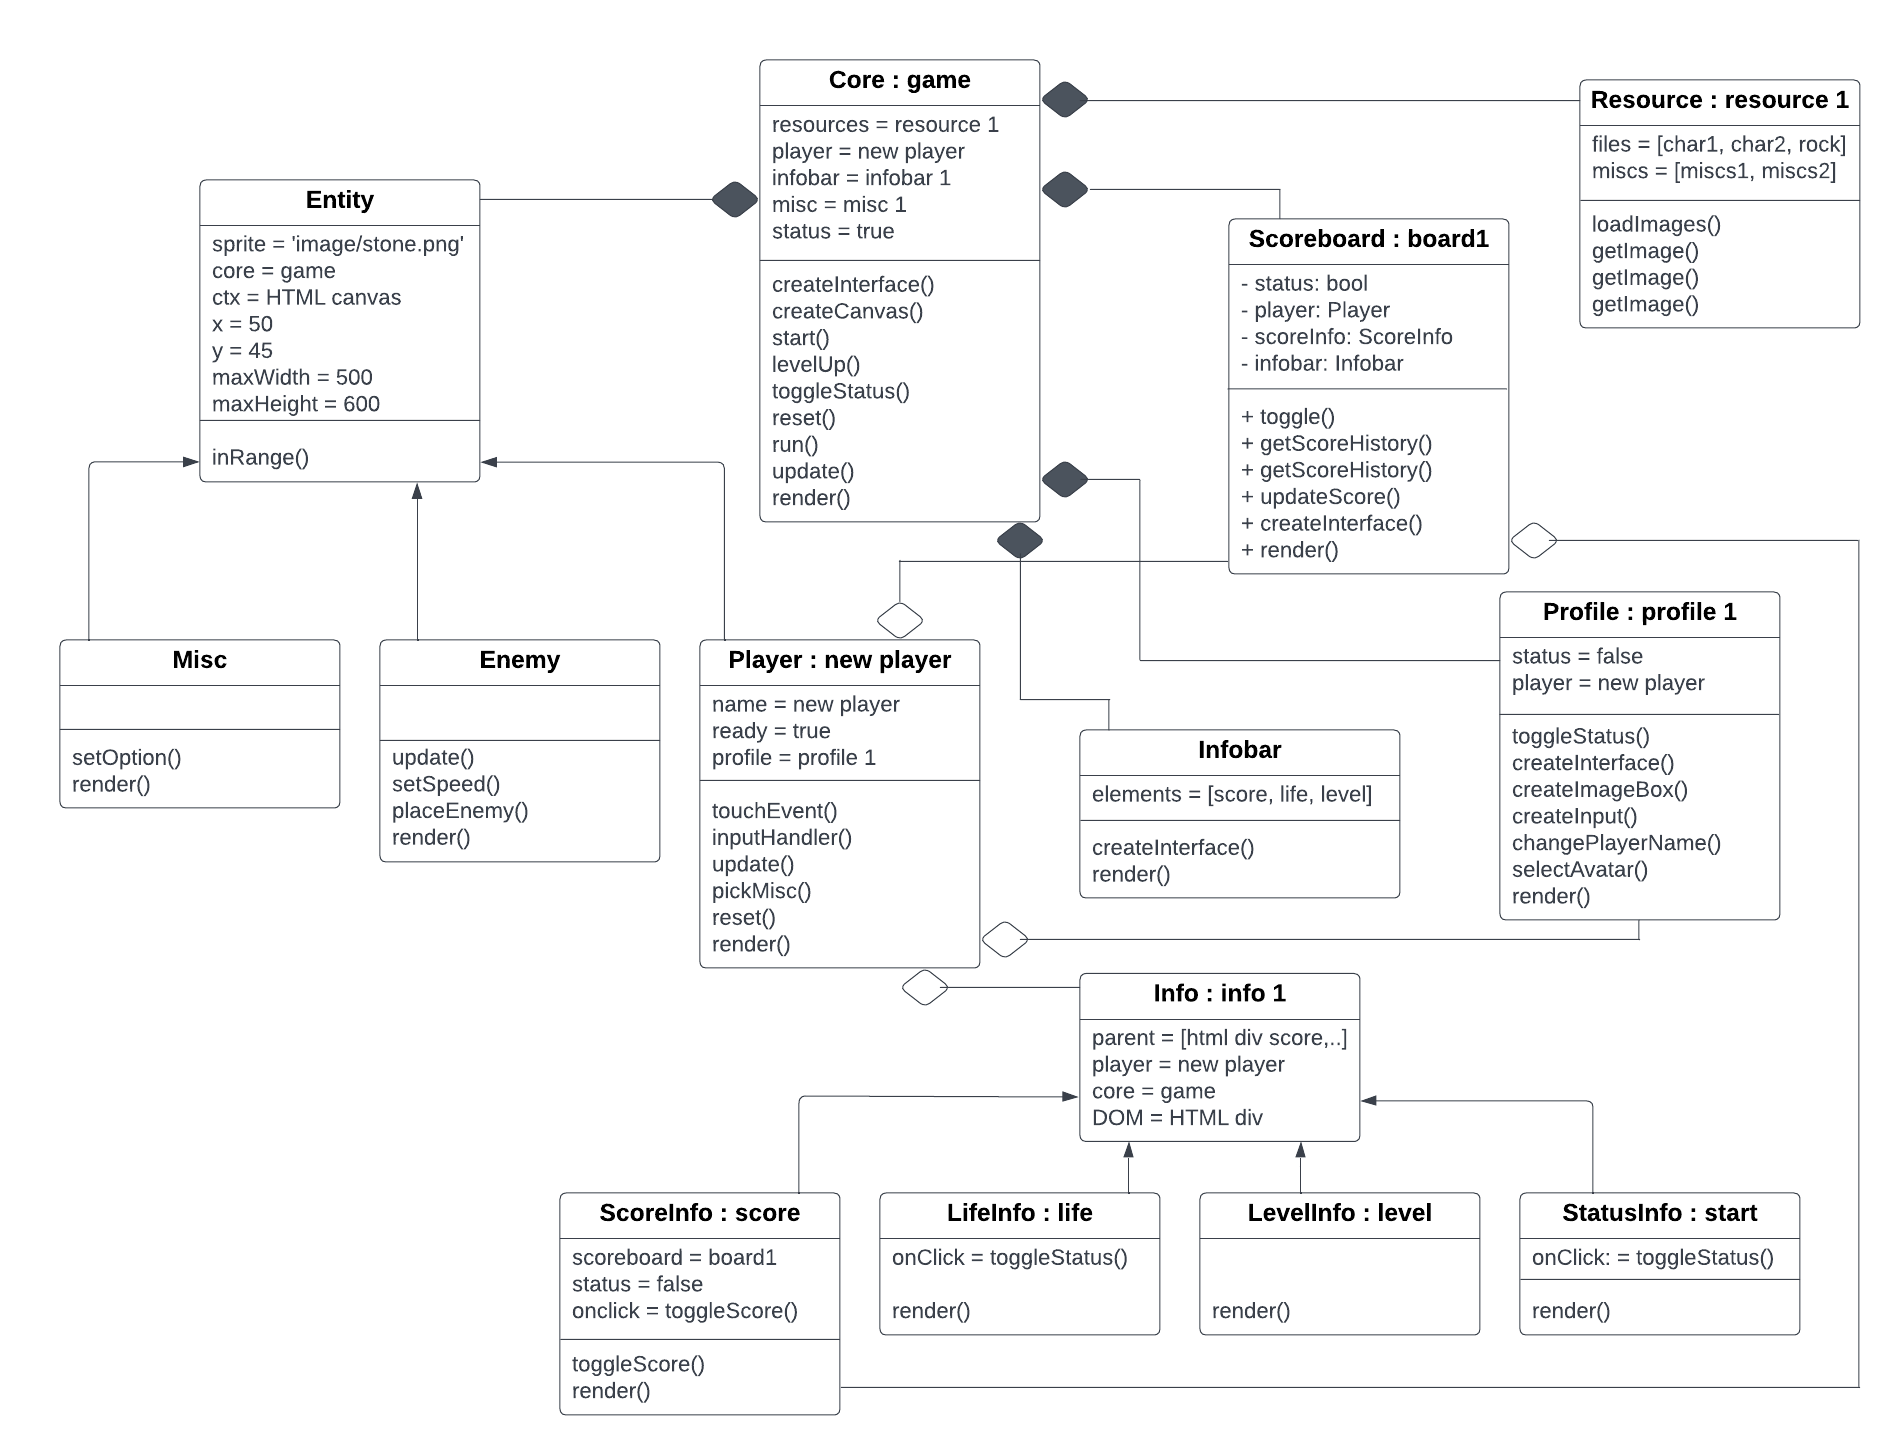 Core : game
resources = resource 1
player = new player
infobar = infobar 1
misc = misc 1
status = true
createInterface()
createCanvas()
start()
levelUp()
toggleStatus()
reset()
run()
update()
render()
Resource : resource 1
files = [char1, char2, rock]
miscs = [miscs1, miscs2]
loadImages()
getImage()
getImage()
getImage()
Entity
sprite = 'image/stone.png'
core = game
ctx = HTML canvas
x = 50
y = 45
maxWidth = 500
maxHeight = 600
inRange()
Scoreboard : board1
- status: bool
- player: Player
- scoreInfo: ScoreInfo
- infobar: Infobar
+ toggle()
+ getScoreHistory()
+ getScoreHistory()
+ updateScore()
+ createInterface()
+ render()
Misc
setOption()
render()
Enemy
update()
setSpeed()
placeEnemy()
render()
Player : new player
name = new player
ready = true
profile = profile 1
touchEvent()
inputHandler()
update()
pickMisc()
reset()
render()
Infobar
elements = [score, life, level]
createInterface()
render()
Profile : profile 1
status = false
player = new player
toggleStatus()
createInterface()
createImageBox()
createInput()
changePlayerName()
selectAvatar()
render()
Info : info 1
parent = [html div score,..]
player = new player
core = game
DOM = HTML div
ScoreInfo : score
scoreboard = board1
status = false
onclick = toggleScore()
toggleScore()
render()
LifeInfo : life
onClick = toggleStatus()
render()
LevelInfo : level
render()
StatusInfo : start
onClick: = toggleStatus()
render()